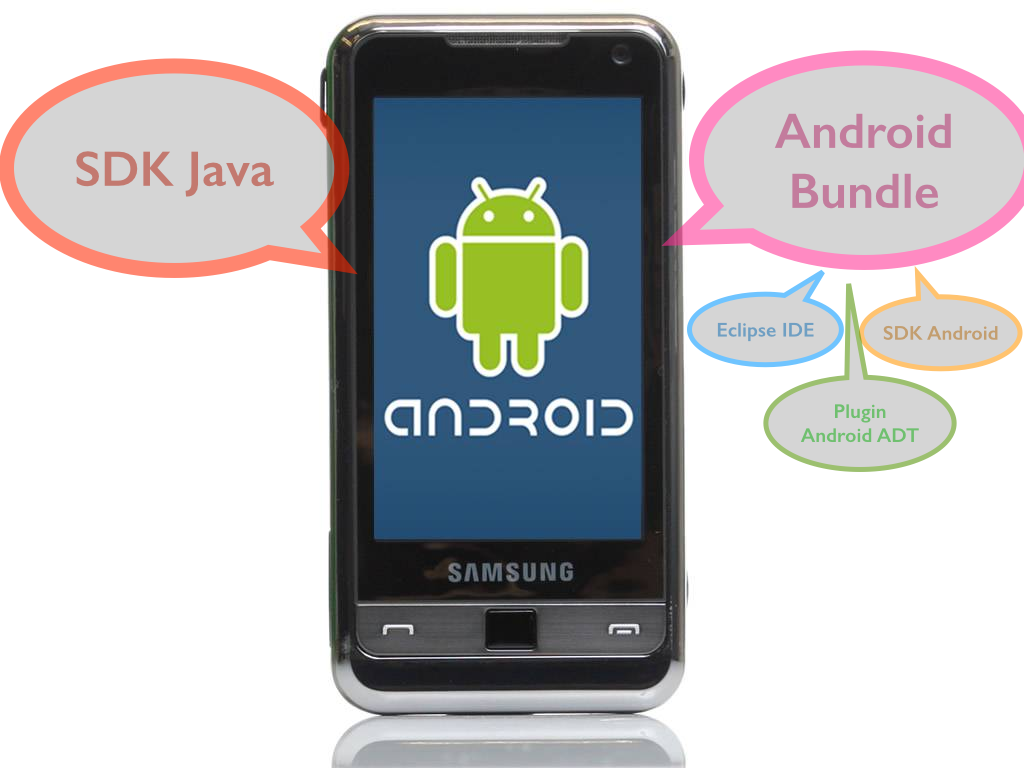 SDK Java
Android
Bundle
Eclipse IDE
SDK Android
Plugin
Android ADT
ANDROID
SAMSUNG